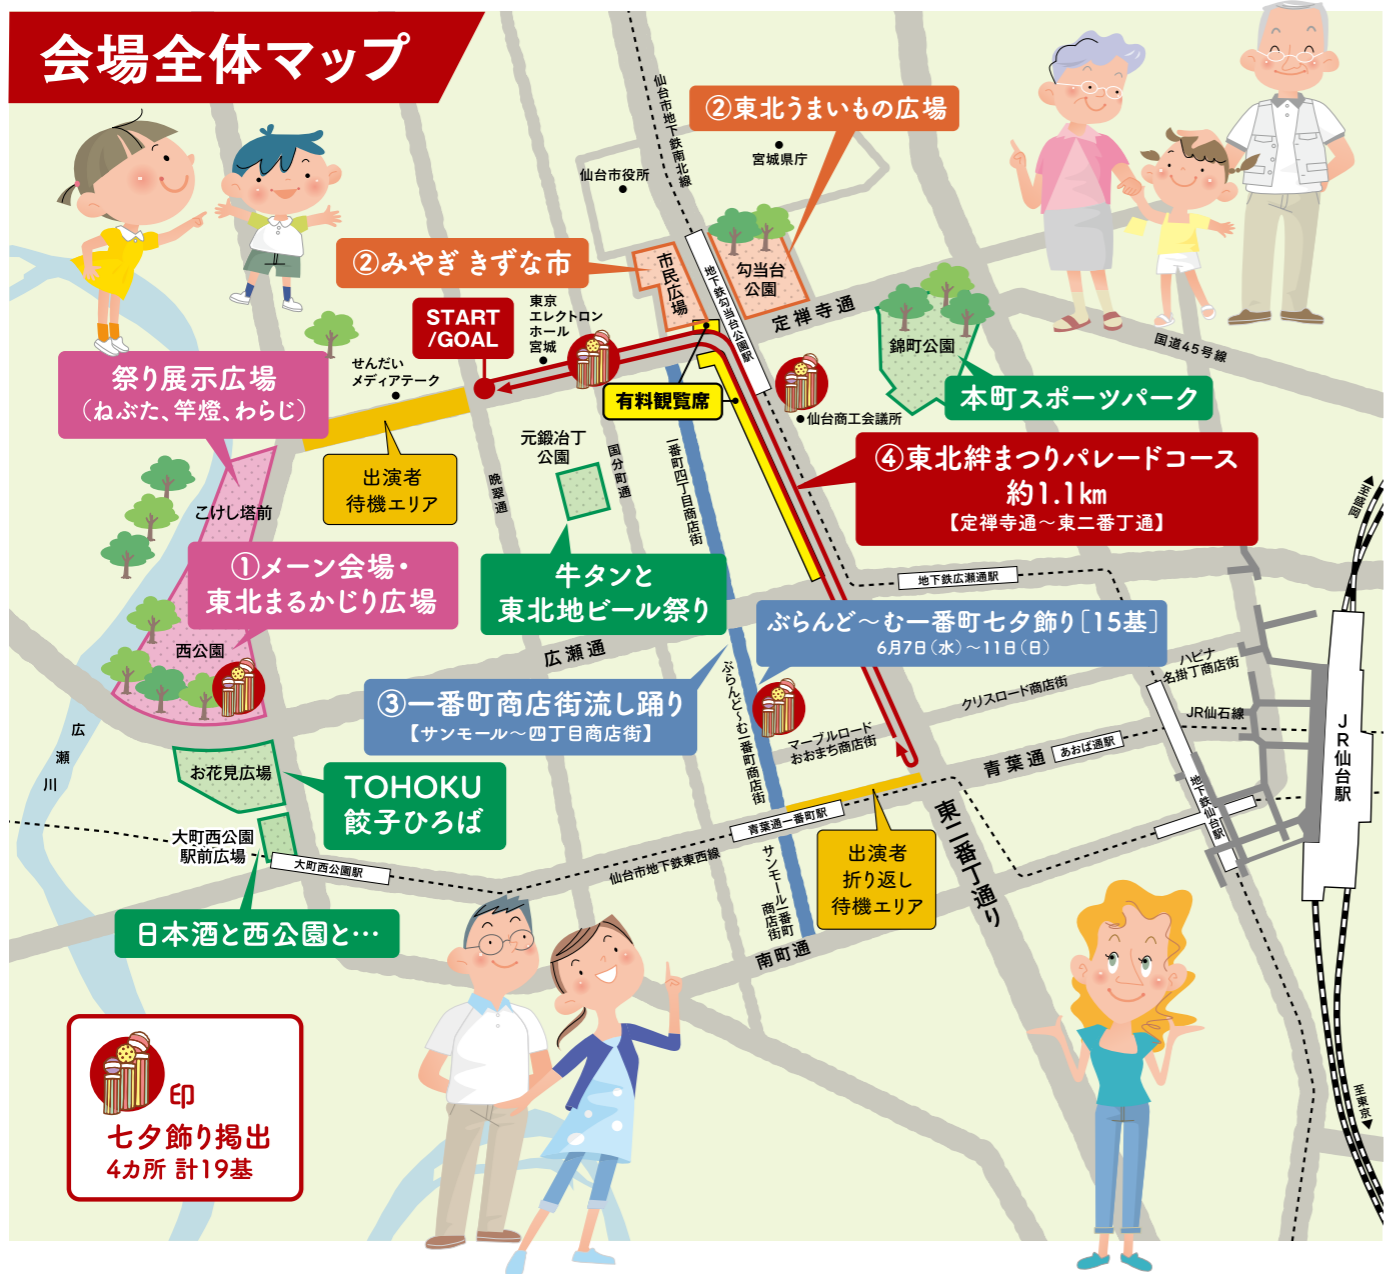 会場全体マップ
仙台市地下鉄南北線
②東北うまいもの広場
宮城県庁
仙台市役所
②みやぎ きずな市
市民広場
地下鉄勾当台公園駅
勾当台
公園
定禅寺通
START
/GOAL
東京
エレクトロン
ホール
宮城
錦町公園
国道45号線
せんだい
メディアテーク
祭り展示広場
（ねぶた、竿燈、わらじ）
有料観覧席
本町スポーツパーク
仙台商工会議所
出演者
待機エリア
元鍛冶丁
公園
国分町通
晩翠通
一番町四丁目商店街
④東北絆まつりパレードコース
約1.1km
【定禅寺通～東二番丁通】
至盛岡
こけし塔前
①メーン会場・
東北まるかじり広場
牛タンと
東北地ビール祭り
地下鉄広瀬通駅
ぶらんど～む一番町七夕飾り［15基］
6月7日（水）～11日（日）
西公園
広瀬通
ハピナ
名掛丁商店街
③一番町商店街流し踊り
【サンモール～四丁目商店街】
ぶらんど～む一番町商店街
クリスロード商店街
JR仙石線
マーブルロード
おおまち商店街
広瀬川
青葉通
あおば通駅
JR仙台駅
お花見広場
TOHOKU
餃子ひろば
地下鉄仙台駅
大町西公園
駅前広場
大町西公園駅
青葉通一番町駅
仙台市地下鉄東西線
東二番丁通り
出演者
折り返し
待機エリア
サンモール一番町
商店街
日本酒と西公園と…
南町通
印
七夕飾り掲出
4カ所 計19基
至東京